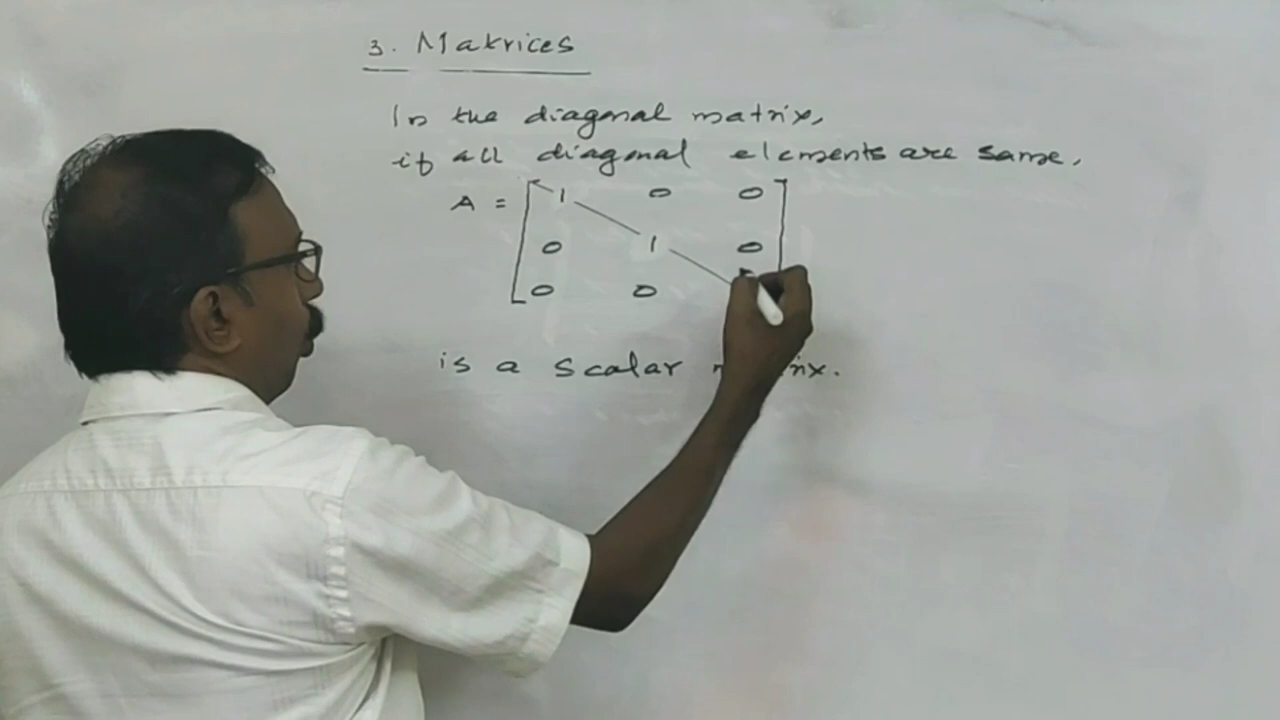 3. Matrices
In the diagonal matrix,
if all diagonal elements are same,
A = [ 1 0 0 ]
0 1 0
0 0
is a scalar